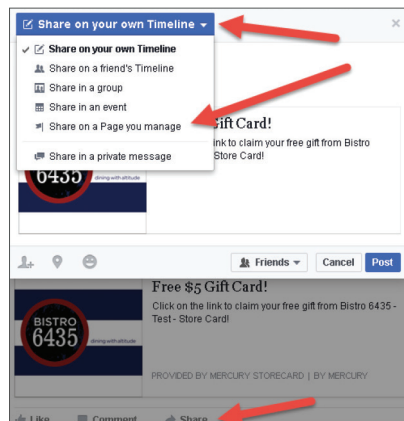 Share on your own Timeline
×
Share on your own Timeline
Share on a friend's Timeline
Share in a group
Share in an event
Share on a Page you manage
Share in a private message
Gift Card!
ink to claim your free gift from Bistro
Store Card!
6435
dining with attitude
Friends
Cancel
Post
Free $5 Gift Card!
Click on the link to claim your free gift from Bistro 6435 -
Test - Store Card!
BISTRO
6435
dining with attitude
PROVIDED BY MERCURY STORECARD | BY MERCURY
Like
Comment
Share